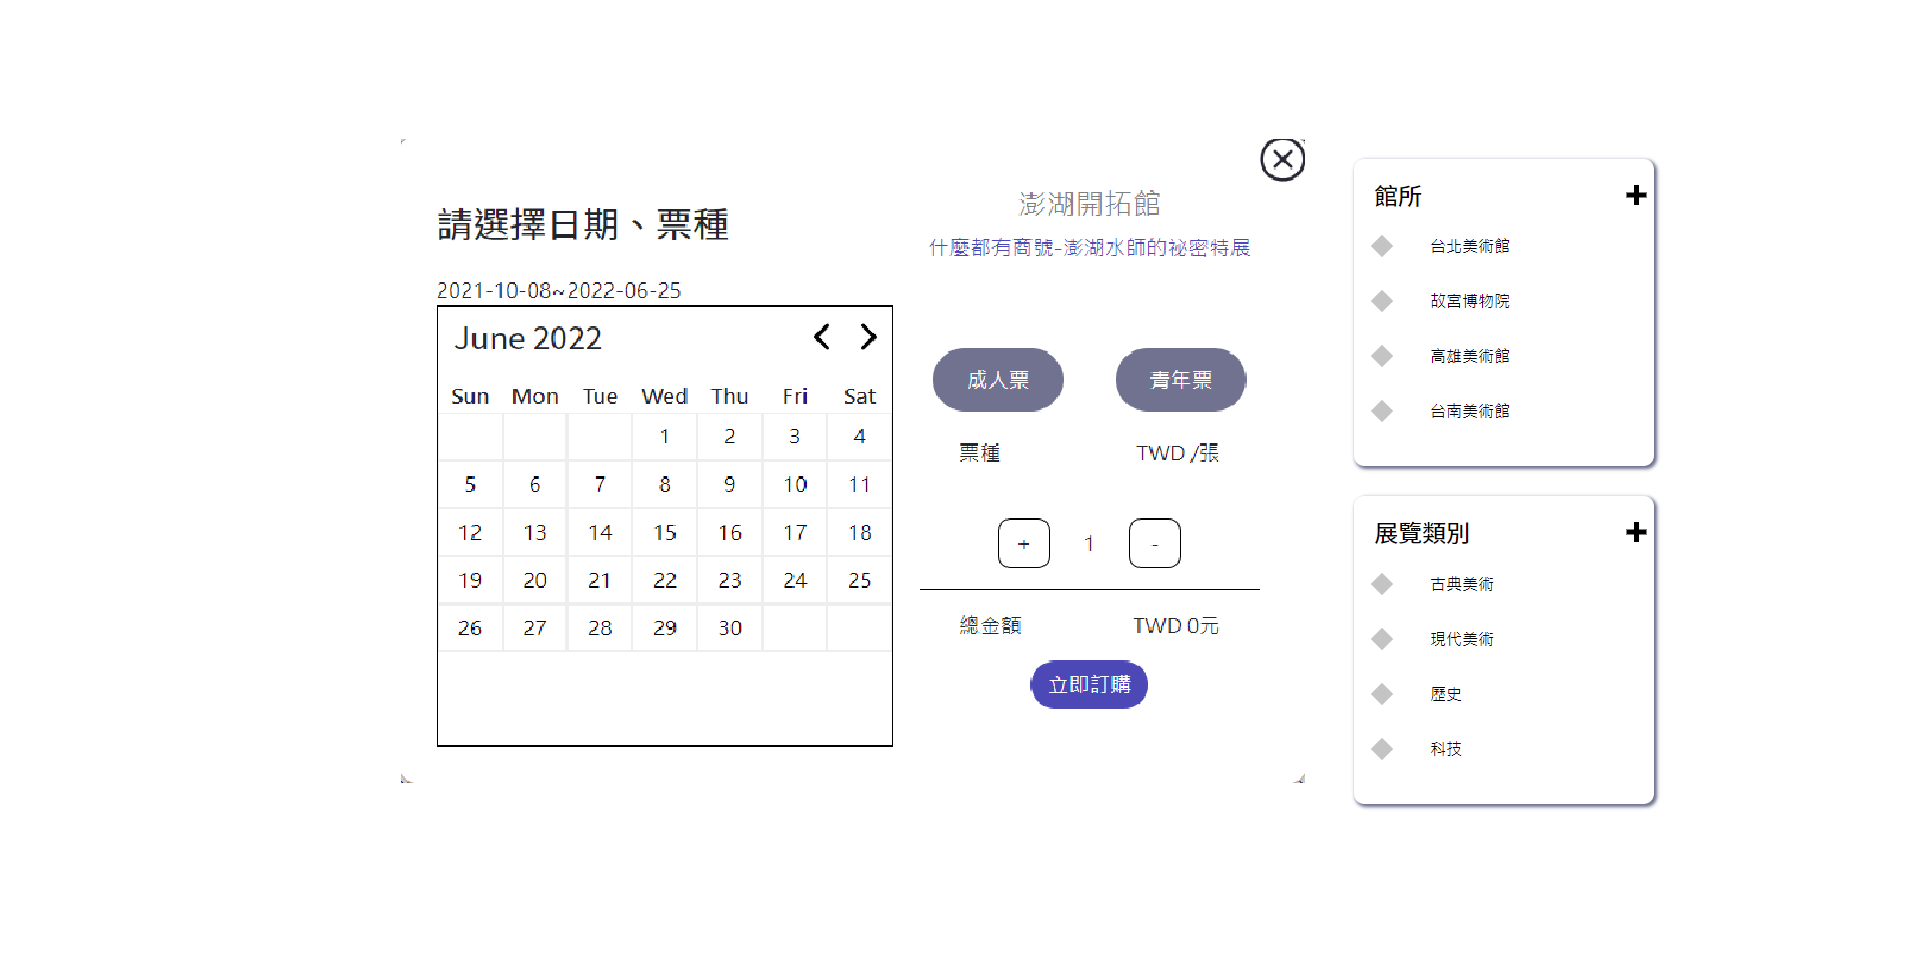 請選擇日期、票種
2021-10-08~2022-06-25
June 2022
Sun Mon Tue Wed Thu Fri Sat
1 2 3 4
5 6 7 8 9 10 11
12 13 14 15 16 17 18
19 20 21 22 23 24 25
26 27 28 29 30
澎湖開拓館
什麼都有商號-澎湖水師的祕密特展
成人票 青年票
票種 TWD /張
+ 1 -
總金額 TWD 0元
立即訂購
館所 +
台北美術館
故宮博物院
高雄美術館
台南美術館
展覽類別 +
古典美術
現代美術
歷史
科技